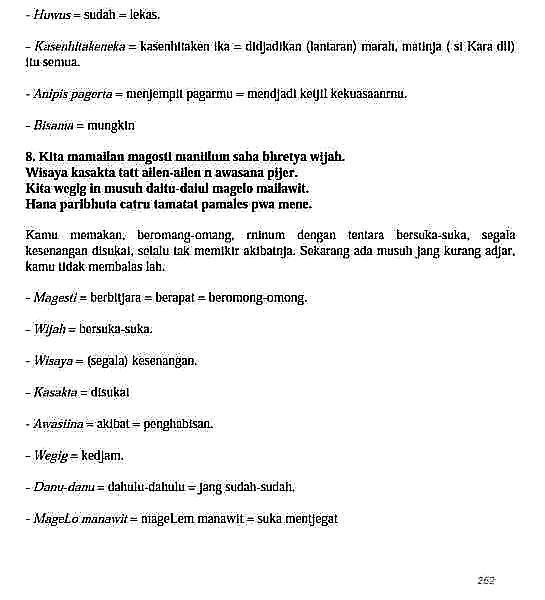 - Huwus = sudah = lekas.
- Kasenhitakeneka = kasenhitaken ika = didjadikan (lantaran) marah, matinja ( si Kara dll)
itu semua.
- Anipis pagerta = menjempit pagarmu = mendjadi ketjil kekuasaanmu.
- Bisama = mungkin
8. Kita mamailan magosti maniilum saha bhretya wijah.
Wisaya kasakta tatt ailen-ailen n awasana pijer.
Kita wegig in musuh daitu-daiul magelo mailawit.
Hana paribhuta catru tamatat pamales pwa mene.
Kamu memakan, beromang-omang, minum dengan tentara bersuka-suka, segala
kesenangan disukai, selalu tak memikir akibatnja. Sekarang ada musuh jang kurang adjar,
kamu tidak membalas lah.
- Magesti = berbitjara = berapat = beromong-omong.
- Wijah = bersuka-suka.
- Wisaya = (segala) kesenangan.
- Kasakta = disukai
- Awasiina = akibat = penghabisan.
- Wegig = kedjam.
- Danu-danu = dahulu-dahulu = jang sudah-sudah.
- MageLo manawit = mageLem manawit = suka mentjegat
262